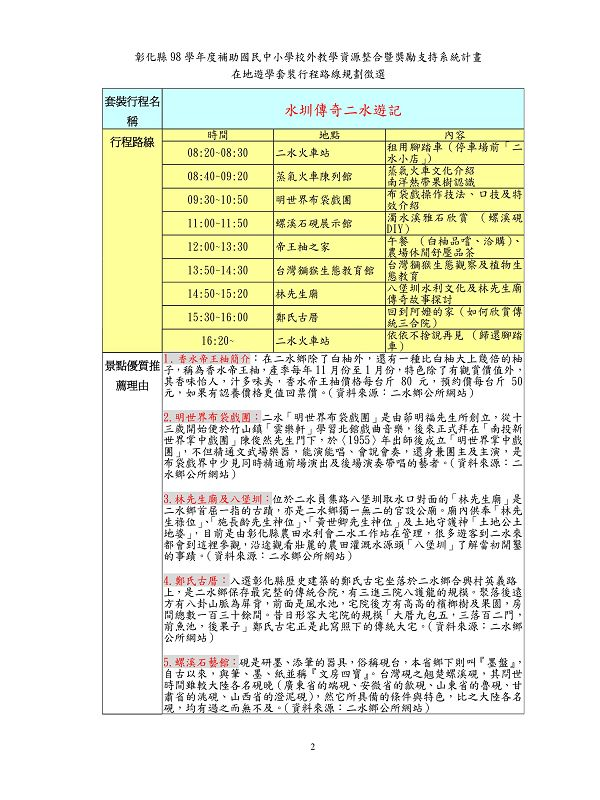 彰化縣 98 學年度補助國民中小學校外教學資源整合暨獎勵支持系統計畫
在地遊學套裝行程路線規劃徵選
套裝行程名稱
水圳傳奇二水遊記
行程路線
時間 地點 內容
08:20~08:30 二水火車站 租用腳踏車（停車場前「二水小店」）
08:40~09:20 蒸氣火車陳列館 蒸氣火車文化介紹
南洋熱帶果樹認識
09:30~10:50 明世界布袋戲團 布袋戲操作技法、口技及特效介紹
11:00~11:50 螺溪石硯展示館 濁水溪雅石欣賞 （螺溪硯DIY）
12:00~13:30 帝王柚之家 午餐 （白柚品嚐、洽購）、農場休閒舒壓品茶
13:50~14:30 台灣獼猴生態教育館 台灣獼猴生態觀察及植物生態教育
14:50~15:20 林先生廟 八堡圳水利文化及林先生廟傳奇故事探討
15:30~16:00 鄭氏古厝 回到阿嬤的家（如何欣賞傳統三合院）
16:20~ 二水火車站 依依不捨說再見 （歸還腳踏車）
景點優質推薦理由
1. 香水帝王柚簡介：在二水鄉除了白柚外，還有一種比白柚大上幾倍的柚
子，稱為香水帝王柚，產季每年 11 月份至 1 月份，特色除了有觀賞價值外，
其香味怡人，汁多味美，香水帝王柚價格每台斤 80 元，預約價每台斤 50
元，如果有認養價格更值回票價。(資料來源：二水鄉公所網站)
2.明世界布袋戲團：二水「明世界布袋戲團」是由茆明福先生所創立，從十
三歲開始便於竹山鎮「雲樂軒」學習北館戲曲音樂，後來正式拜在「南投新
世界掌中戲團」陳俊然先生門下，於〈1955〉年出師後成立「明世界掌中戲
團」，不但精通文武場樂器，能演能唱、會說會奏，還身兼團主及主演，是
布袋戲界中少見同時精通前場演出及後場演奏帶唱的藝者。(資料來源：二
水鄉公所網站)
3.林先生廟及八堡圳：位於二水員集路八堡圳取水口對面的「林先生廟」是
二水鄉首屈一指的古蹟，亦是二水鄉獨一無二的官設公廟。廟內供奉「林先
生祿位」、「施長齡先生神位」、「黃世卿先生神位」及土地守護神「土地公土
地婆」，目前是由彰化縣農田水利會二水工作站在管理，很多遊客到二水來
都會到這裡參觀，沿途觀看壯麗的農田灌溉水源頭「八堡圳」了解當初開鑿
的事蹟。(資料來源：二水鄉公所網站)
4.鄭氏古厝：入選彰化縣歷史建築的鄭氏古宅坐落於二水鄉合興村英義路
上，是二水鄉保存最完整的傳統合院，有三進三院八護龍的規模。聚落後遠
方有八卦山脈為屏背，前面是風水池，宅院後方有高高的檳榔樹及果園，房
間總數一百三十餘間。昔日形容大宅院的規模「大厝九包五，三落百二門，
前魚池，後果子」鄭氏古宅正是此寫照下的傳統大宅。(資料來源：二水鄉
公所網站)
5.螺溪石藝館：硯是研墨、添筆的器具，俗稱硯台，本省鄉下則叫『墨盤』，
自古以來，與筆、墨、紙並稱『文房四寶』。台灣硯之翹楚螺溪硯，其問世
時間雖較大陸各名硯晚(廣東省的端硯、安徽省的歙硯、山東省的魯硯、甘
肅省的洮硯、山西省的澄泥硯)，然它所具備的條件與特色，比之大陸各名
硯，均有過之而無不及。(資料來源：二水鄉公所網站)
2